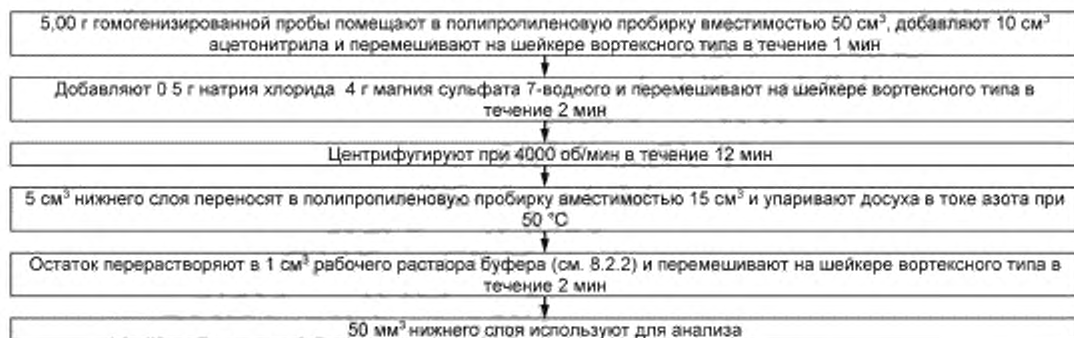 5,00 г гомогенизированной пробы помещают в полипропиленовую пробирку вместимостью 50 см³, добавляют 10 см³
ацетонитрила и перемешивают на шейкере вортексного типа в течение 1 мин
Добавляют 0 5 г натрия хлорида 4 г магния сульфата 7-водного и перемешивают на шейкере вортексного типа в
течение 2 мин
Центрифугируют при 4000 об/мин в течение 12 мин
5 см³ нижнего слоя переносят в полипропиленовую пробирку вместимостью 15 см³ и упаривают досуха в токе азота при
50 °С
Остаток перерастворяют в 1 см³ рабочего раствора буфера (см. 8.2.2) и перемешивают на шейкере вортексного типа в
течение 2 мин
50 мм³ нижнего слоя используют для анализа